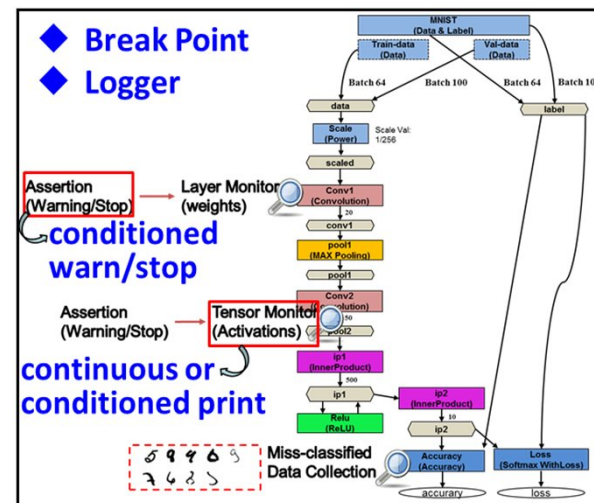 Break Point
Logger
MNIST
(Data & Label)
Train-data
(Data)
Val-data
(Data)
Batch 64
Batch 100
Batch 64
Batch 10
data
label
Scale
(Power)
Scale Val:
1/256
scaled
Assertion
(Warning/Stop)
Layer Monitor
(weights)
Conv1
(Convolution)
20
conditioned
warn/stop
conv1
pool1
(MAX Pooling)
pool1
Conv2
Assertion
(Warning/Stop)
Tensor Monitor
(Activations)
50
pool2
continuous or
conditioned print
ip1
(InnerProduct)
500
ip1
ip2
(InnerProduct)
Relu
(ReLU)
10
ip2
Miss-classified
Data Collection
Accuracy
(Accuracy)
Loss
(Softmax WithLoss)
accurary
loss